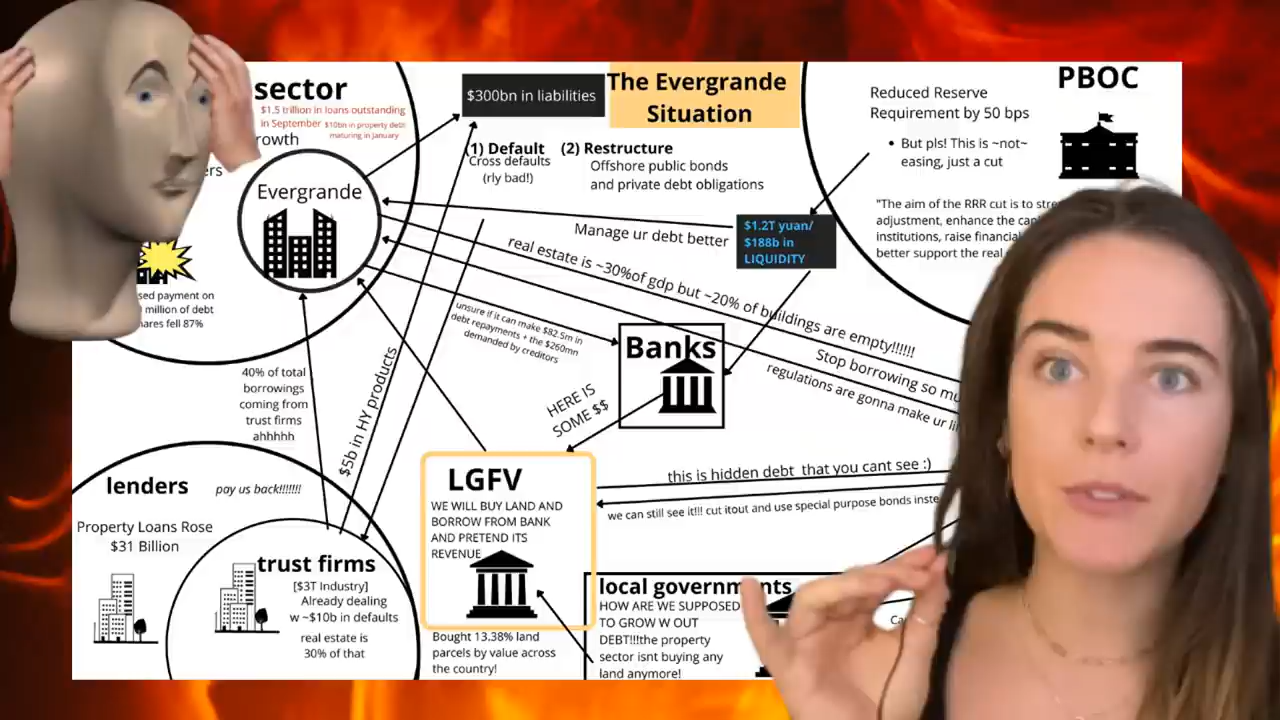 sector
$1.5 trillion in loans outstanding
in September
$10bn in property debt
maturing in January
rowth
ers
Evergrande
sed payment on
million of debt
ares fell 87%
$300bn in liabilities
The Evergrande
Situation
(1) Default
Cross defaults
(rly bad!)
(2) Restructure
Offshore public bonds
and private debt obligations
PBOC
Reduced Reserve
Requirement by 50 bps
• But pls! This is ~not~
easing, just a cut
"The aim of the RRR cut is to
adjustment, enhance the
institutions, raise financial
better support the real
$1.2T yuan/
$188b in
LIQUIDITY
Manage ur debt better
real estate is ~30%of gdp but ~20% of buildings are empty!!!!!!
Stop borrowing so
regulations are gonna make ur
unsure if it can make $82.5m in
debt repayments + the $260mn
demanded by creditors
Banks
HERE IS
SOME $$
40% of total
borrowings
coming from
trust firms
ahhhhh
$5b in HY products
lenders
pay us back!!!!!!!
Property Loans Rose
$31 Billion
trust firms
[$3T Industry]
Already dealing
w ~$10b in defaults
real estate is
30% of that
LGFV
WE WILL BUY LAND AND
BORROW FROM BANK
AND PRETEND ITS
REVENUE
Bought 13.38% land
parcels by value across
the country!
this is hidden debt that you cant see :)
we can still see it!!! cut itout and use special purpose bonds
local governments
HOW ARE WE SUPPOSED
TO GROW W OUT
DEBT!!!the property
sector isnt buying any
land anymore!